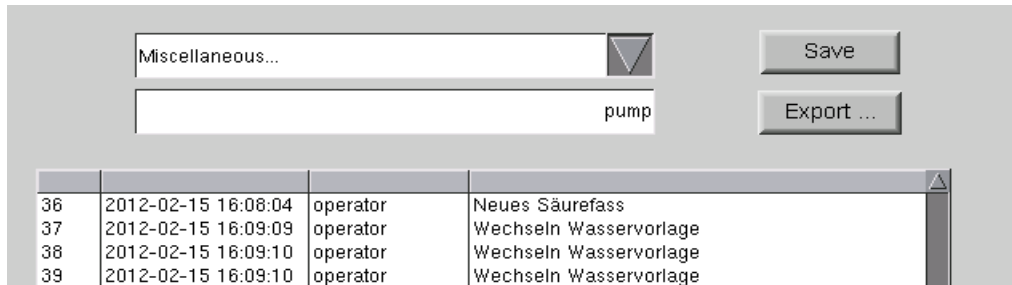 Miscellaneous...
Save
pump
Export ...
36 2012-02-15 16:08:04 operator Neues Säurefass
37 2012-02-15 16:09:09 operator Wechseln Wasservorlage
38 2012-02-15 16:09:10 operator Wechseln Wasservorlage
39 2012-02-15 16:09:10 operator Wechseln Wasservorlage